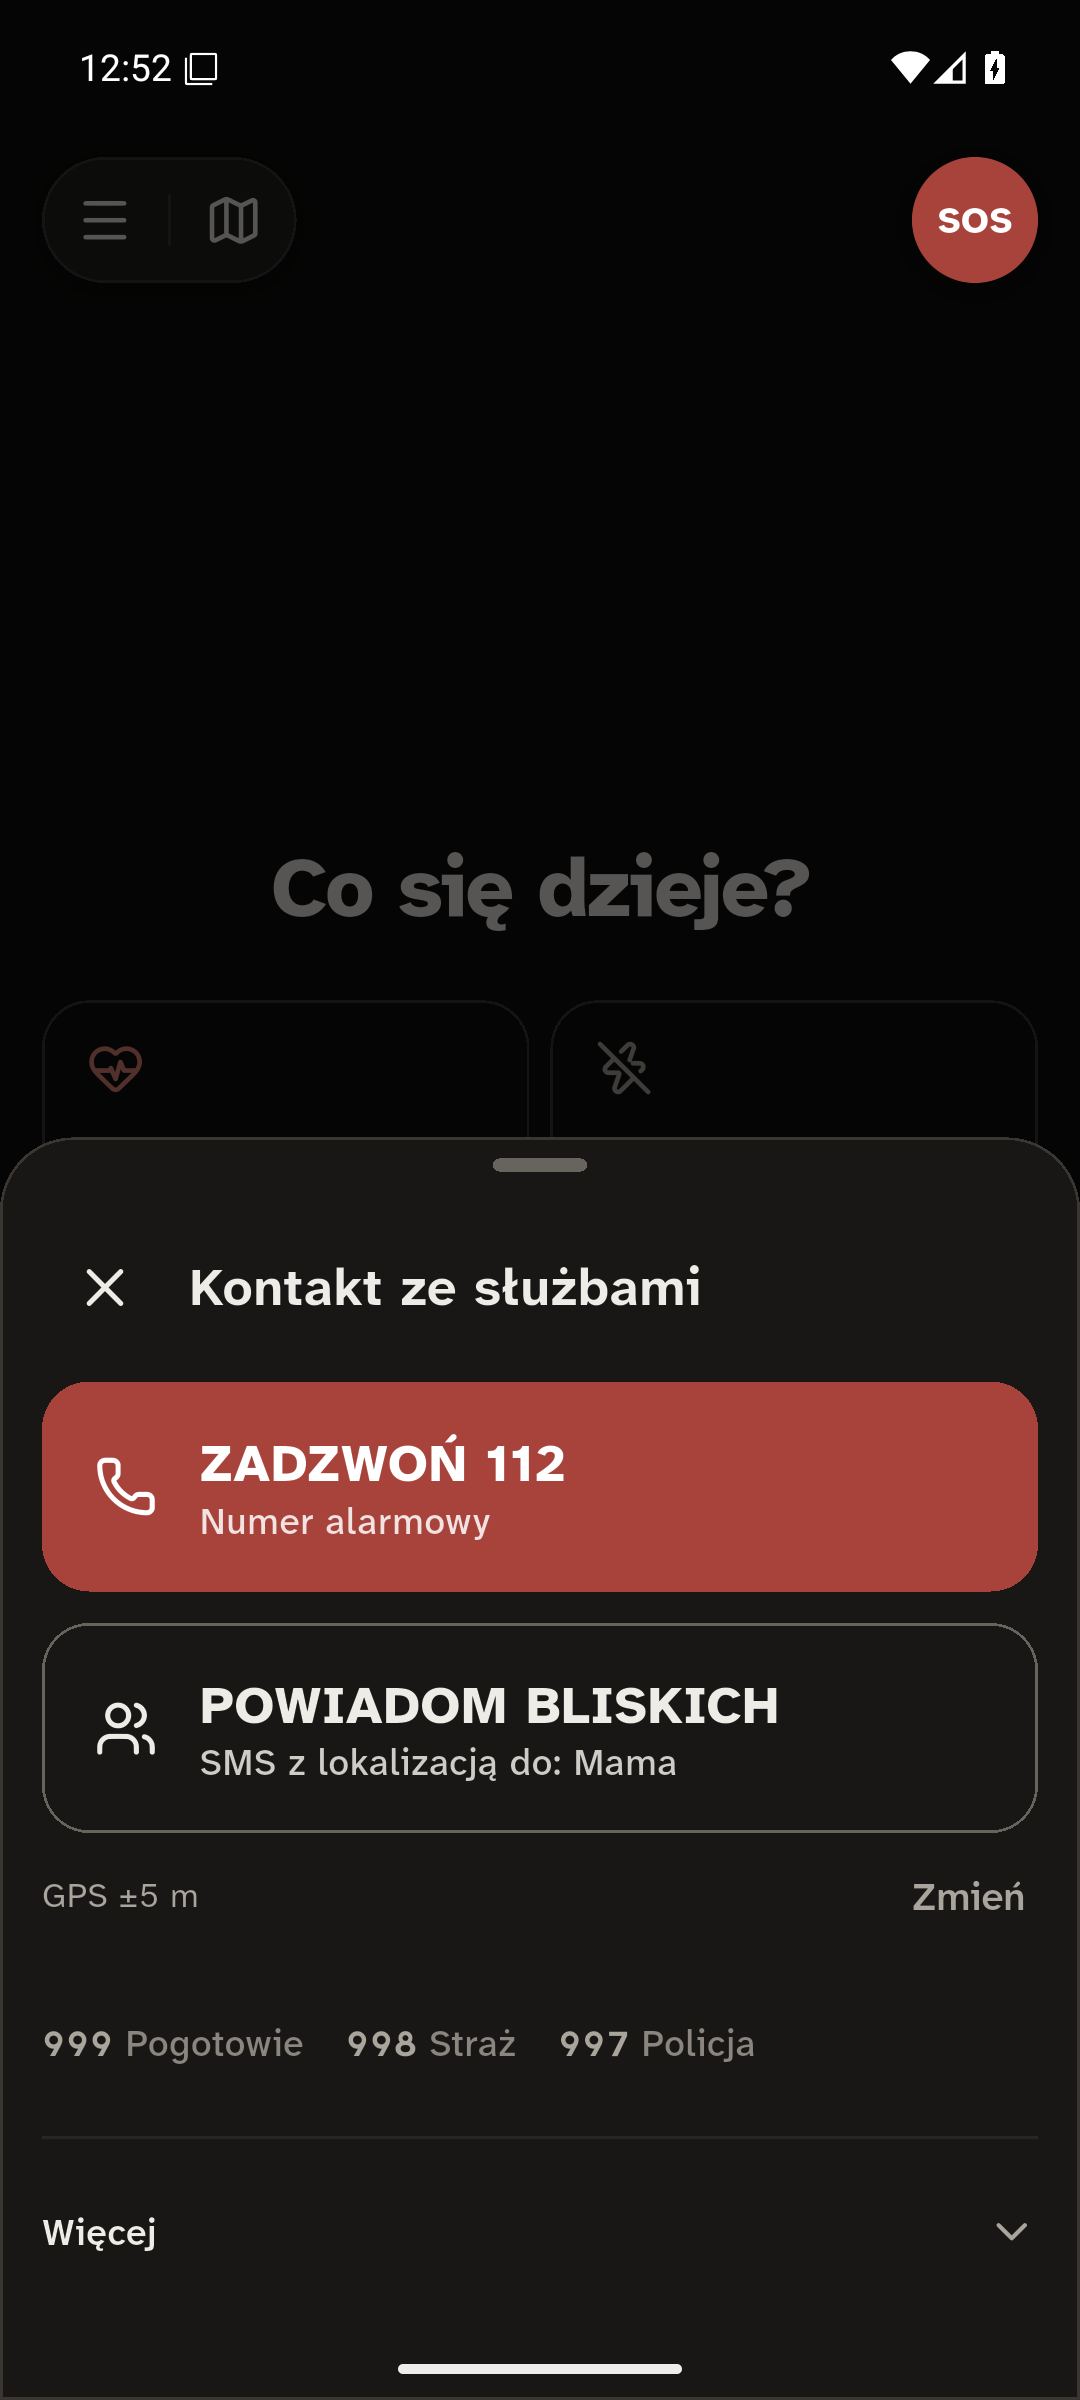 12:52
SOS
Co się dzieje?
Kontakt ze służbami
ZADZWOŃ 112
Numer alarmowy
POWIADOM BLISKICH
SMS z lokalizacją do: Mama
GPS ±5 m
Zmień
999 Pogotowie 998 Straż 997 Policja
Więcej